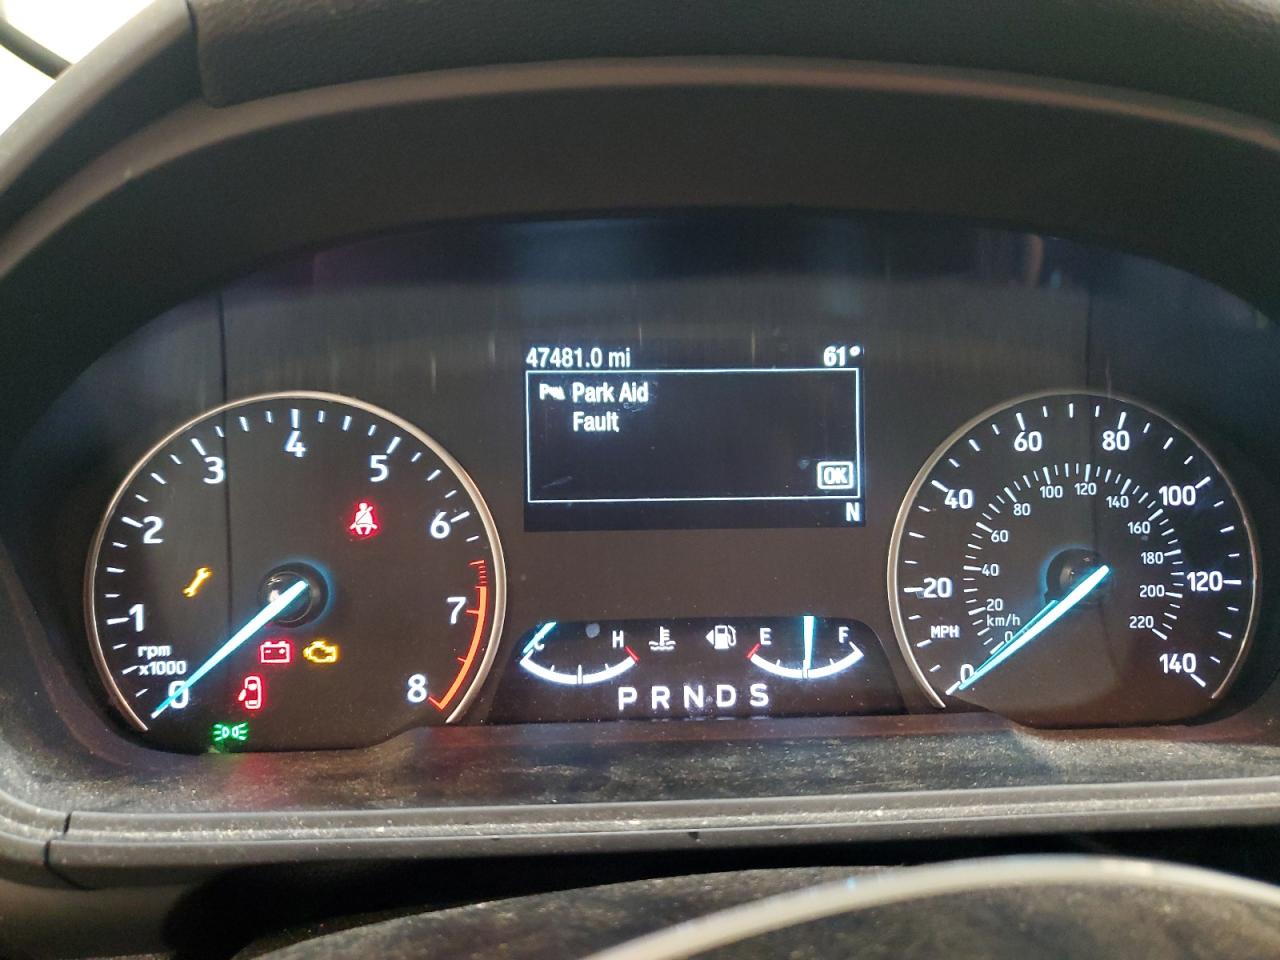 47481.0 mi 61°
Park Aid
Fault
OK
N
0 1 2 3 4 5 6 7 8
rpm
x1000
C H E F
P R N D S
0 20 40 60 80 100 120 140
MPH
0 20 40 60 80 100 120 140 160 180 200 220
km/h